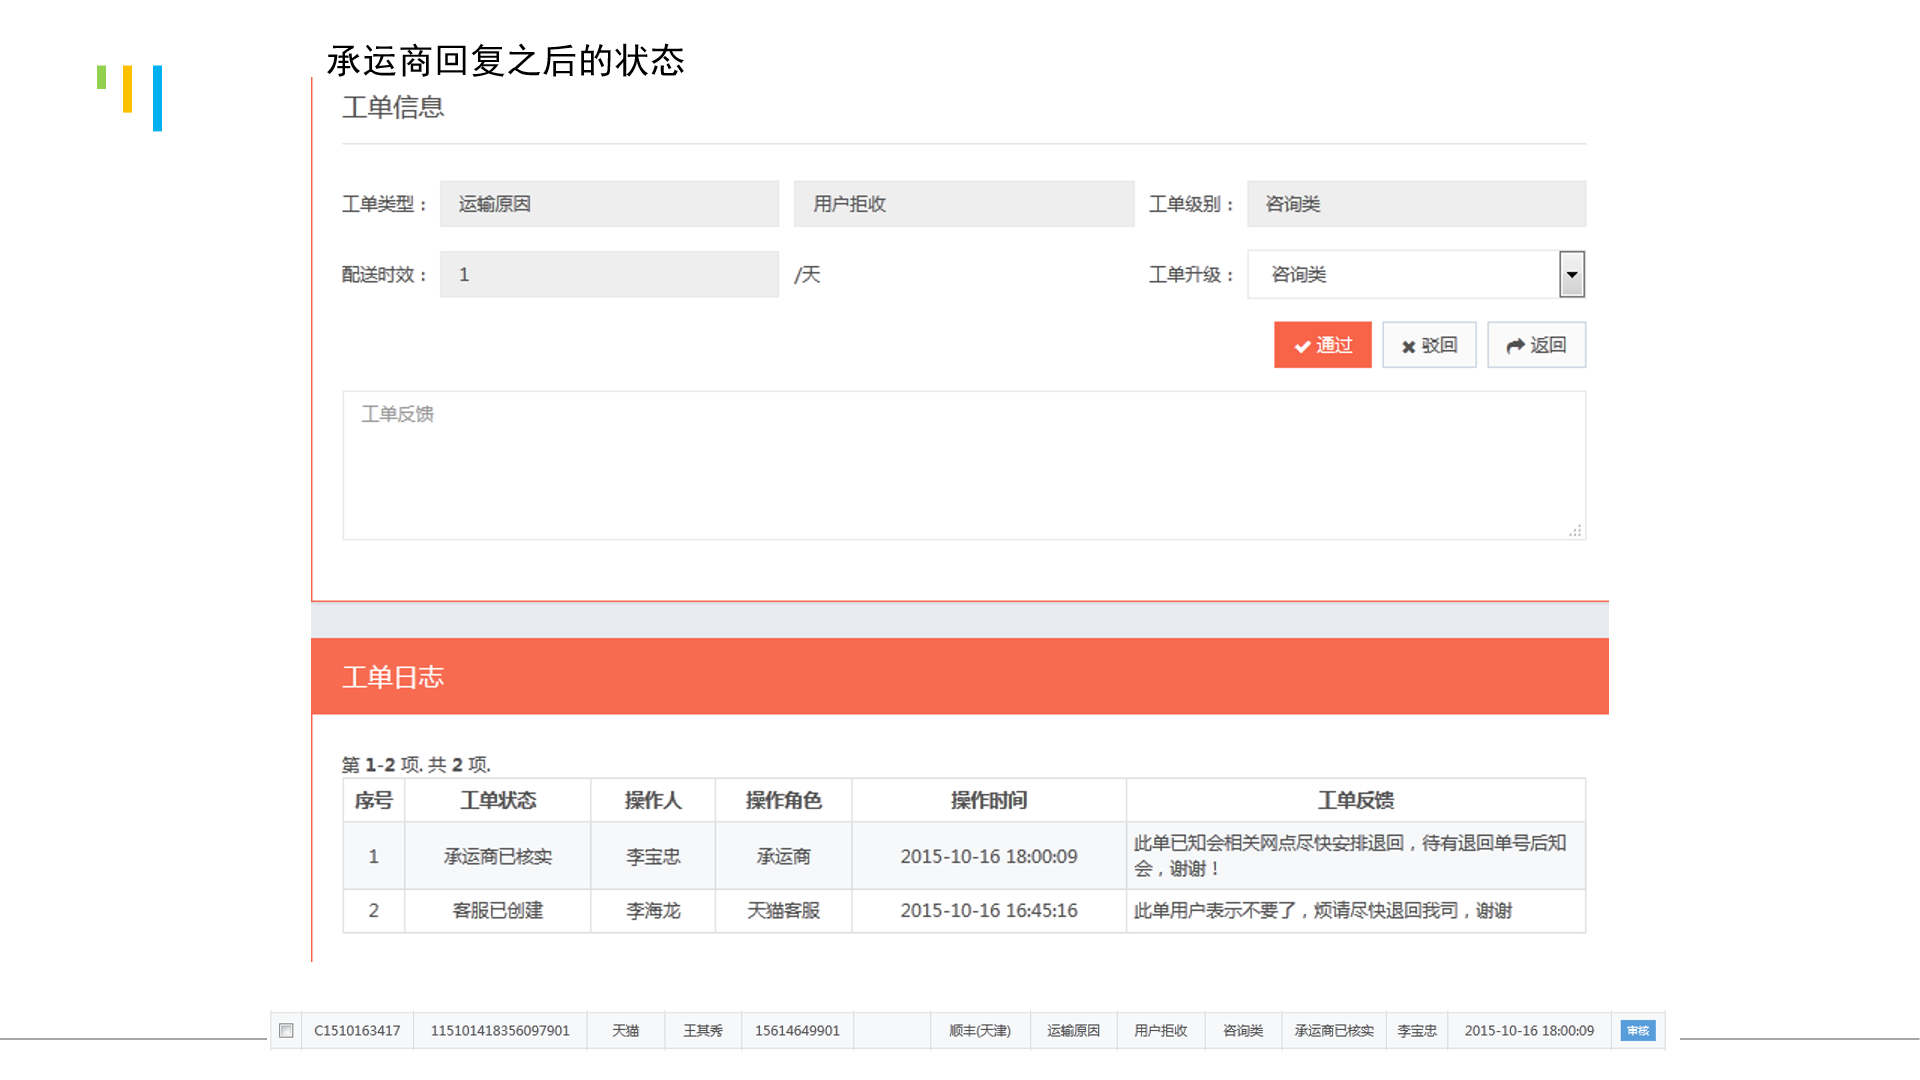 承运商回复之后的状态
工单信息
工单类型： 运输原因 用户拒收 工单级别： 咨询类
配送时效： 1 /天 工单升级： 咨询类
通过 驳回 返回
工单反馈
工单日志
第 1-2 项. 共 2 项.
序号 工单状态 操作人 操作角色 操作时间 工单反馈
1 承运商已核实 李宝忠 承运商 2015-10-16 18:00:09 此单已知会相关网点尽快安排退回，待有退回单号后知
会，谢谢！
2 客服已创建 李海龙 天猫客服 2015-10-16 16:45:16 此单用户表示不要了，烦请尽快退回我司，谢谢
C1510163417 115101418356097901 天猫 王其秀 15614649901 顺丰(天津) 运输原因 用户拒收 咨询类 承运商已核实 李宝忠 2015-10-16 18:00:09 审核